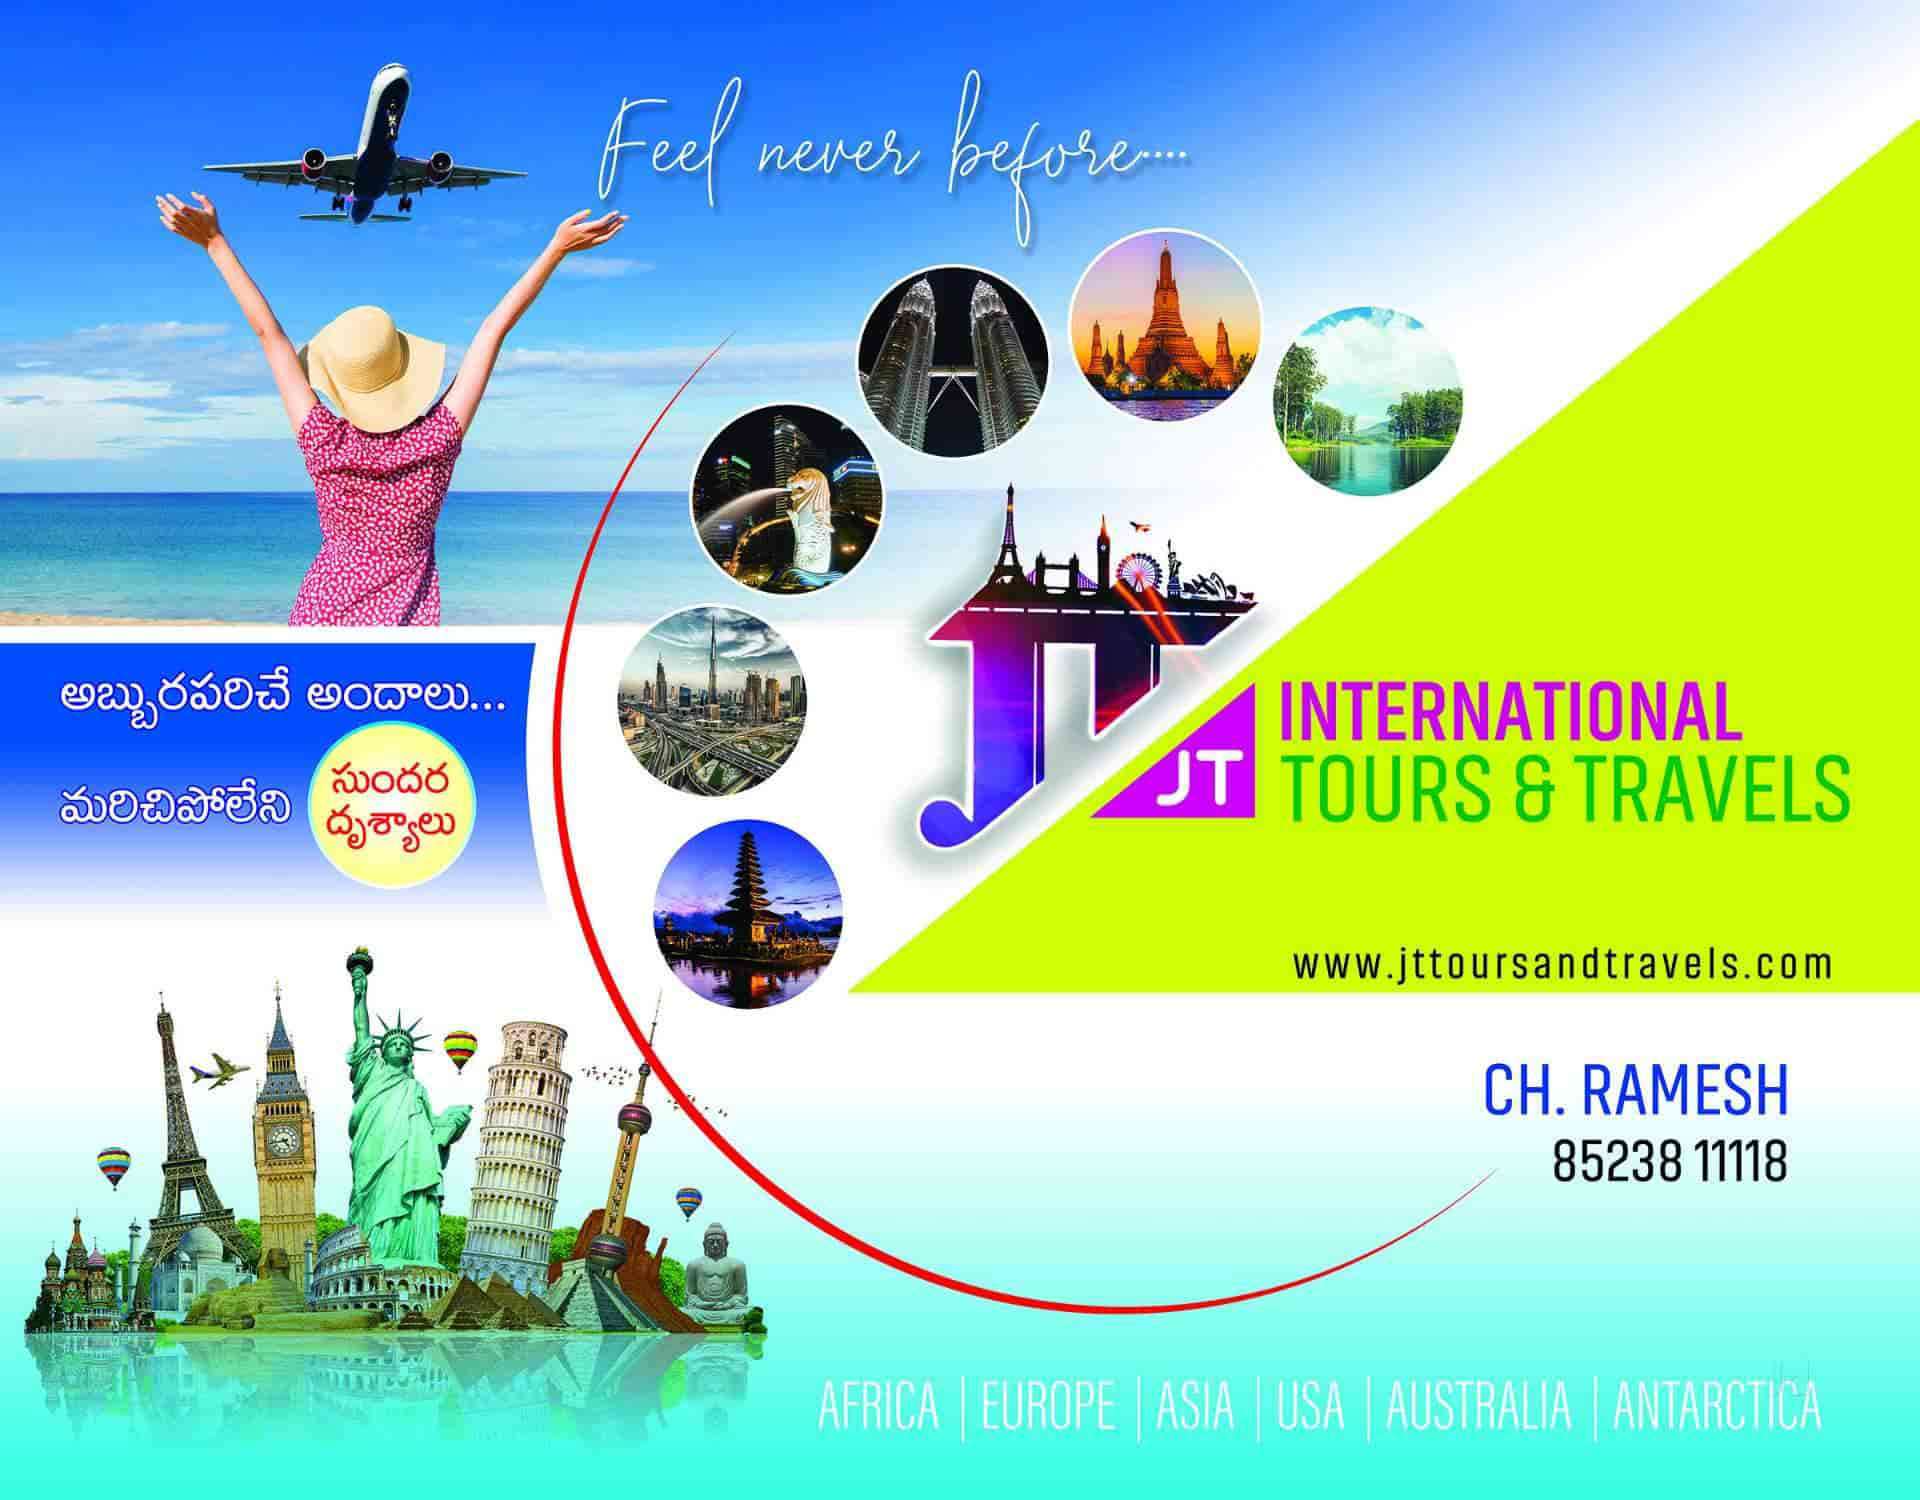 Feel never before....
అబ్బురపరిచే అందాలు...
మరిచిపోలేని
సుందర
దృశ్యాలు
JT
JT
INTERNATIONAL
TOURS & TRAVELS
www.jttoursandtravels.com
CH. RAMESH
85238 11118
AFRICA | EUROPE | ASIA | USA | AUSTRALIA | ANTARCTICA